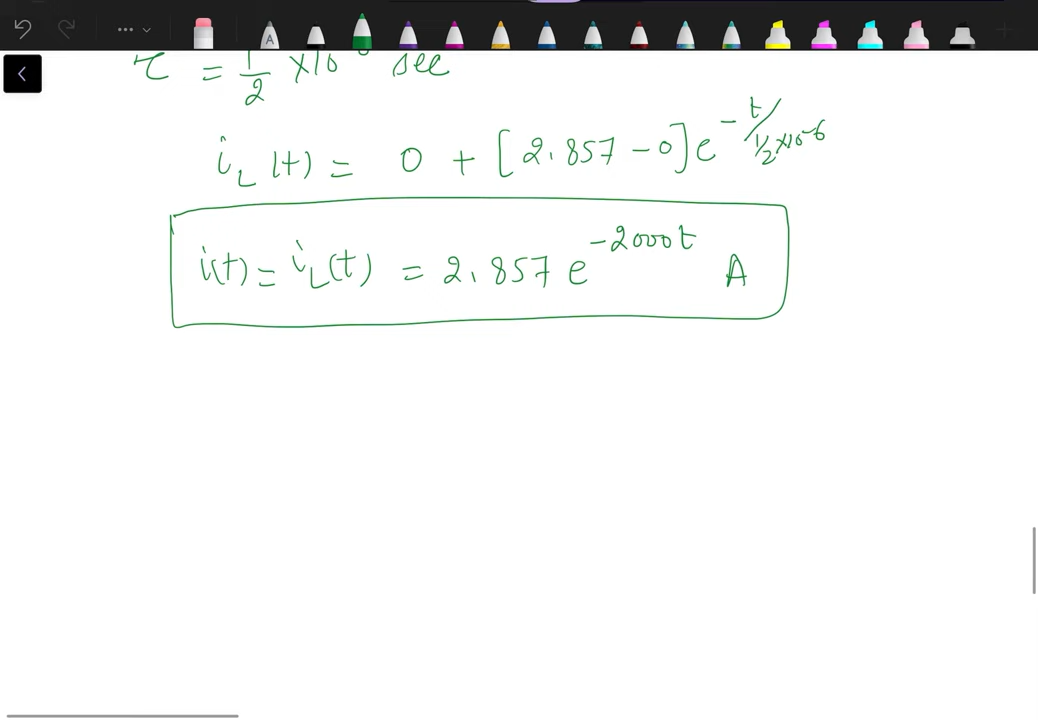 τ = 1/2 ×10 sec
i_L(t) = 0 + [2.857 - 0] e^{-t/ 1/2 ×10^{-6}}
i(t) = i_L(t) = 2.857 e^{-2000t} A